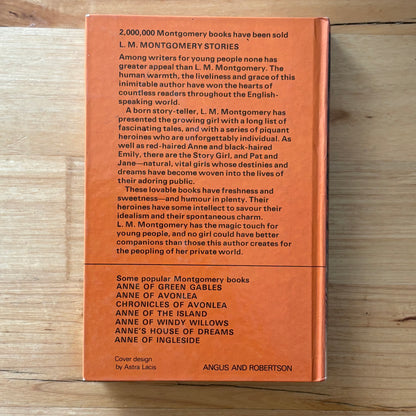 2,000,000 Montgomery books have been sold
L. M. MONTGOMERY STORIES
Among writers for young people none has
greater appeal than L. M. Montgomery. The
human warmth, the liveliness and grace of this
inimitable author have won the hearts of
countless readers throughout the English-
speaking world.
A born story-teller, L. M. Montgomery has
presented the growing girl with a long list of
fascinating tales, and with a series of piquant
heroines who are unforgettably individual. As
well as red-haired Anne and black-haired
Emily, there are the Story Girl, and Pat and
Jane—natural, vital girls whose destinies and
dreams have become woven into the lives of
their adoring public.
These lovable books have freshness and
sweetness—and humour in plenty. Their
heroines have some intellect to savour their
idealism and their spontaneous charm.
L. M. Montgomery has the magic touch for
young people, and no girl could have better
companions than those this author creates for
the peopling of her private world.
Some popular Montgomery books
ANNE OF GREEN GABLES
ANNE OF AVONLEA
CHRONICLES OF AVONLEA
ANNE OF THE ISLAND
ANNE OF WINDY WILLOWS
ANNE'S HOUSE OF DREAMS
ANNE OF INGLESIDE
Cover design
by Astra Lacis
ANGUS AND ROBERTSON